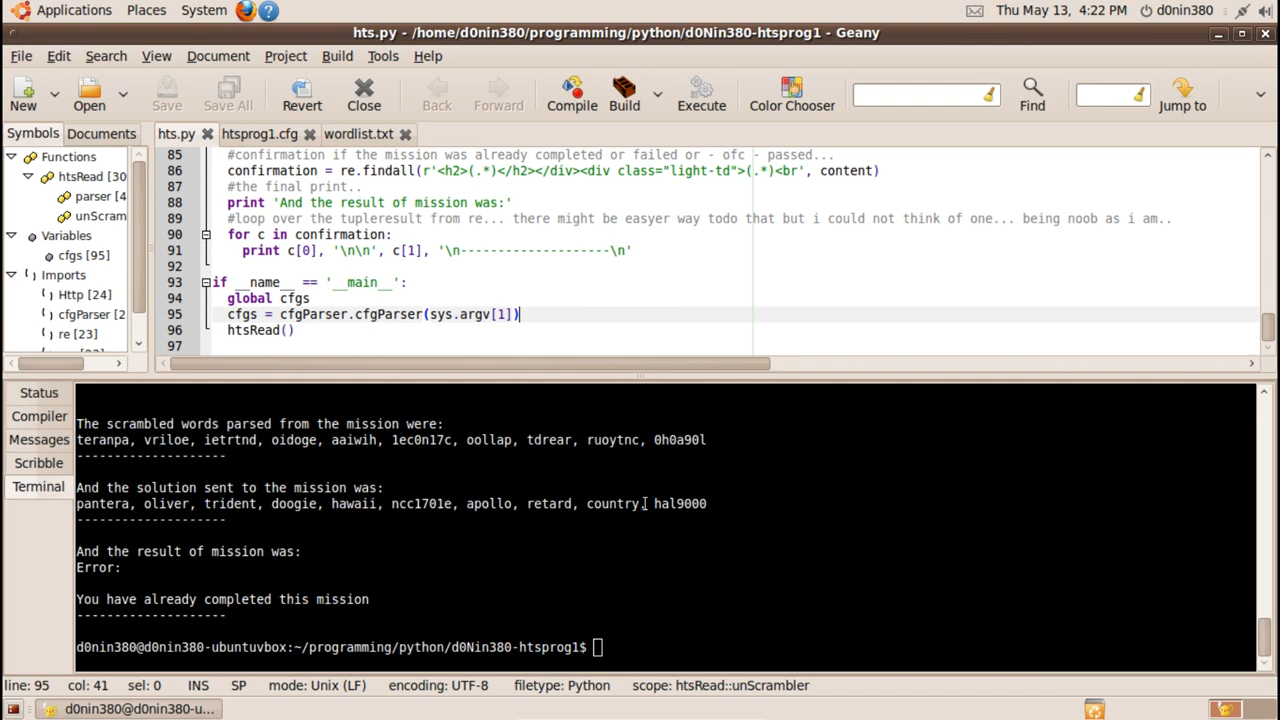 Applications Places System Thu May 13, 4:22 PM d0nin380
hts.py - /home/d0nin380/programming/python/d0Nin380-htsprog1 - Geany
File Edit Search View Document Project Build Tools Help
New Open Save Save All Revert Close Back Forward Compile Build Execute Color Chooser Find Jump to
Symbols Documents hts.py htsprog1.cfg wordlist.txt
Functions
htsRead [30
parser [4
unScram
Variables
cfgs [95]
Imports
Http [24]
cfgParser [2
re [23]
85 #confirmation if the mission was already completed or failed or - ofc - passed...
86 confirmation = re.findall(r'<h2>(.*)</h2></div><div class="light-td">(.*)<br', content)
87 #the final print..
88 print 'And the result of mission was:'
89 #loop over the tupleresult from re... there might be easyer way todo that but i could not think of one... being noob as i am..
90 for c in confirmation:
91 print c[0], '\n\n', c[1], '\n--------------------\n'
92
93 if __name__ == '__main__':
94 global cfgs
95 cfgs = cfgParser.cfgParser(sys.argv[1])
96 htsRead()
97
Status
Compiler
Messages
Scribble
Terminal
The scrambled words parsed from the mission were:
teranpa, vriloe, ietrtnd, oidoge, aaiwih, 1ec0n17c, oollap, tdrear, ruoytnc, 0h0a90l
--------------------
And the solution sent to the mission was:
pantera, oliver, trident, doogie, hawaii, ncc1701e, apollo, retard, country, hal9000
--------------------
And the result of mission was:
Error:
You have already completed this mission
--------------------
d0nin380@d0nin380-ubuntuvbox:~/programming/python/d0Nin380-htsprog1$
line: 95 col: 41 sel: 0 INS SP mode: Unix (LF) encoding: UTF-8 filetype: Python scope: htsRead::unScrambler
d0nin380@d0nin380-u...